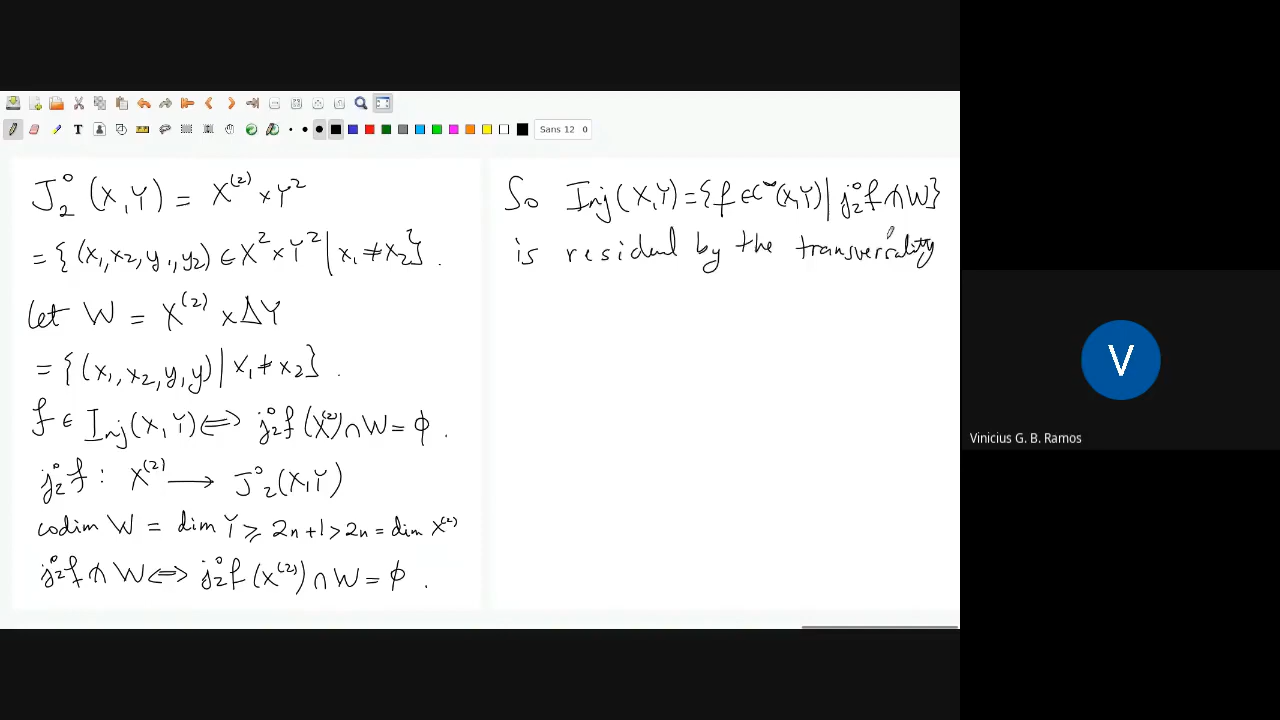 Sans 12 0
J₂⁰(X,Y) = X⁽²⁾ × Y²
= {(x₁,x₂,y₁,y₂) ∈ X² × Y² | x₁ ≠ x₂}.
Let W = X⁽²⁾ × ΔY
= {(x₁,x₂,y,y) | x₁ ≠ x₂}.
f ∈ Inj(X,Y) ⟺ j₂⁰f(X⁽²⁾) ∩ W = ϕ.
j₂⁰f : X⁽²⁾ ⟶ J₂⁰(X,Y)
codim W = dim Y ≥ 2n+1 > 2n = dim X⁽²⁾
j₂⁰f ⋔ W ⟺ j₂⁰f(X⁽²⁾) ∩ W = ϕ.
So Inj(X,Y) = {f ∈ C^∞(X,Y) | j₂⁰f ⋔ W}
is residual by the transversality
V
Vinicius G. B. Ramos